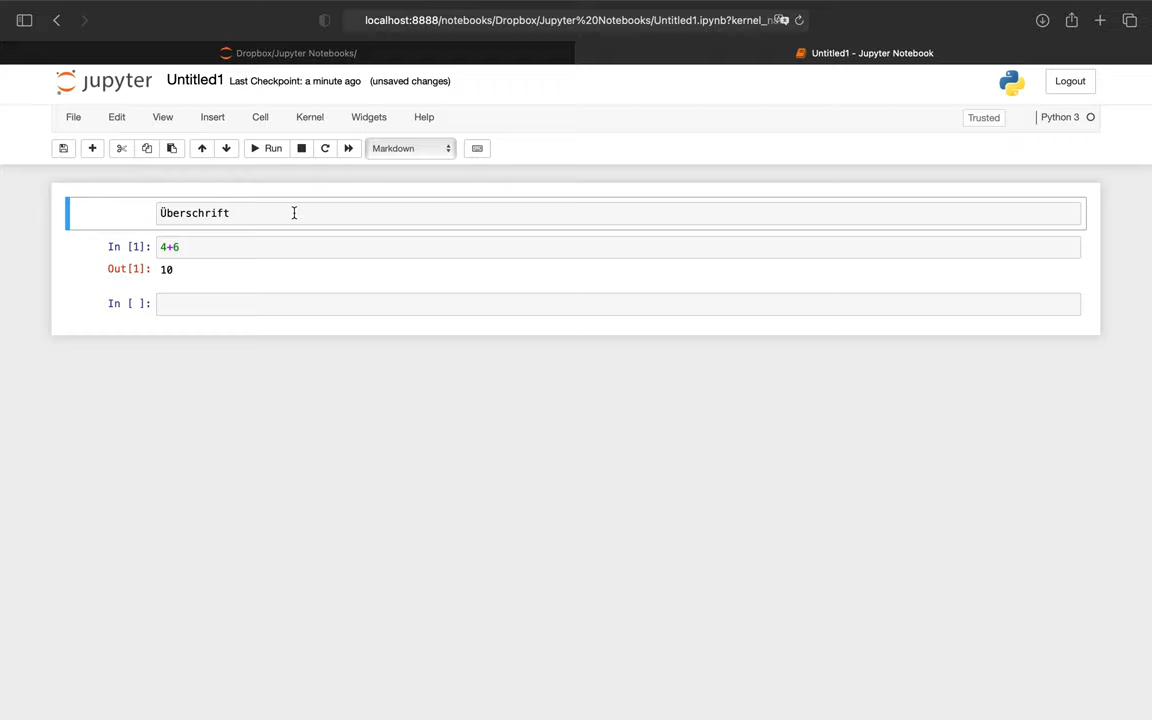 localhost:8888/notebooks/Dropbox/Jupyter%20Notebooks/Untitled1.ipynb?kernel_n
Dropbox/Jupyter Notebooks/
Untitled1 - Jupyter Notebook
jupyter Untitled1 Last Checkpoint: a minute ago (unsaved changes) Logout
File Edit View Insert Cell Kernel Widgets Help Trusted Python 3
Run Markdown
Überschrift
In [1]: 4+6
Out[1]: 10
In [ ]: